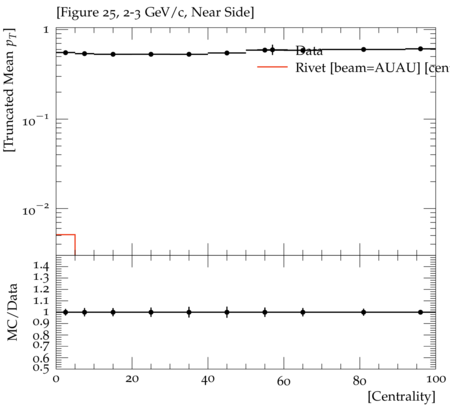 [Figure 25, 2-3 GeV/c, Near Side]
[Truncated Mean p_T]
1
10⁻¹
10⁻²
Data
Rivet [beam=AUAU] [cen
MC/Data
1.4
1.3
1.2
1.1
1
0.9
0.8
0.7
0.6
0.5
0 20 40 60 80 100
[Centrality]